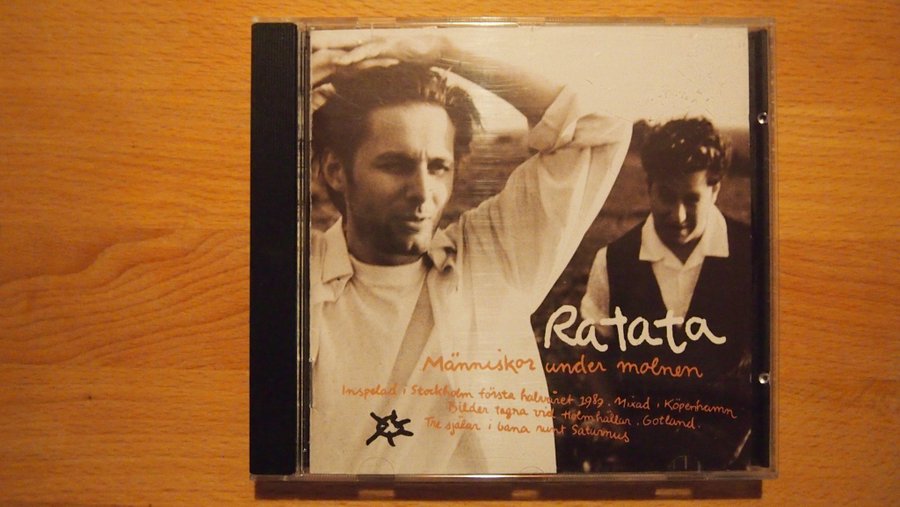 Ratata
Människor under molnen
Inspelad i Stockholm första halvåret 1989. Mixad i Köpenhamn
Bilder tagna vid Holmhällar. Gotland.
Tre själar i bana runt Saturnus